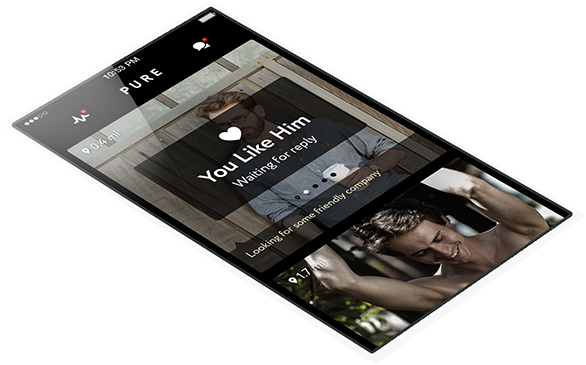 10:53 PM
PURE
0.4 mi
You Like Him
Waiting for reply
Looking for some friendly company
1.7 mi